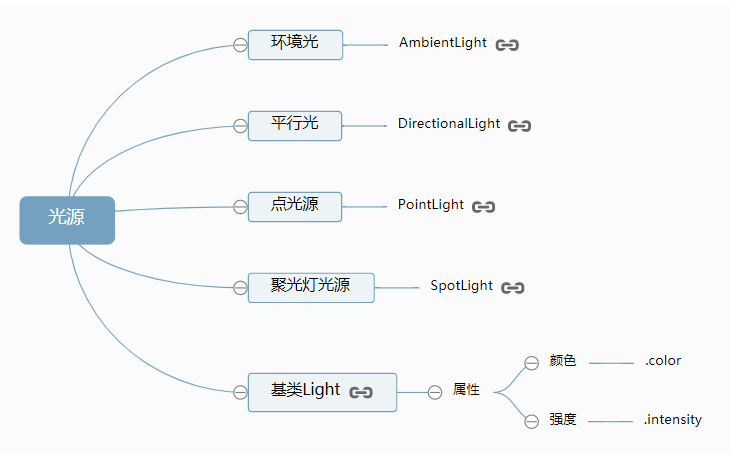 环境光
AmbientLight
平行光
DirectionalLight
光源
点光源
PointLight
聚光灯光源
SpotLight
基类Light
属性
颜色
.color
强度
.intensity